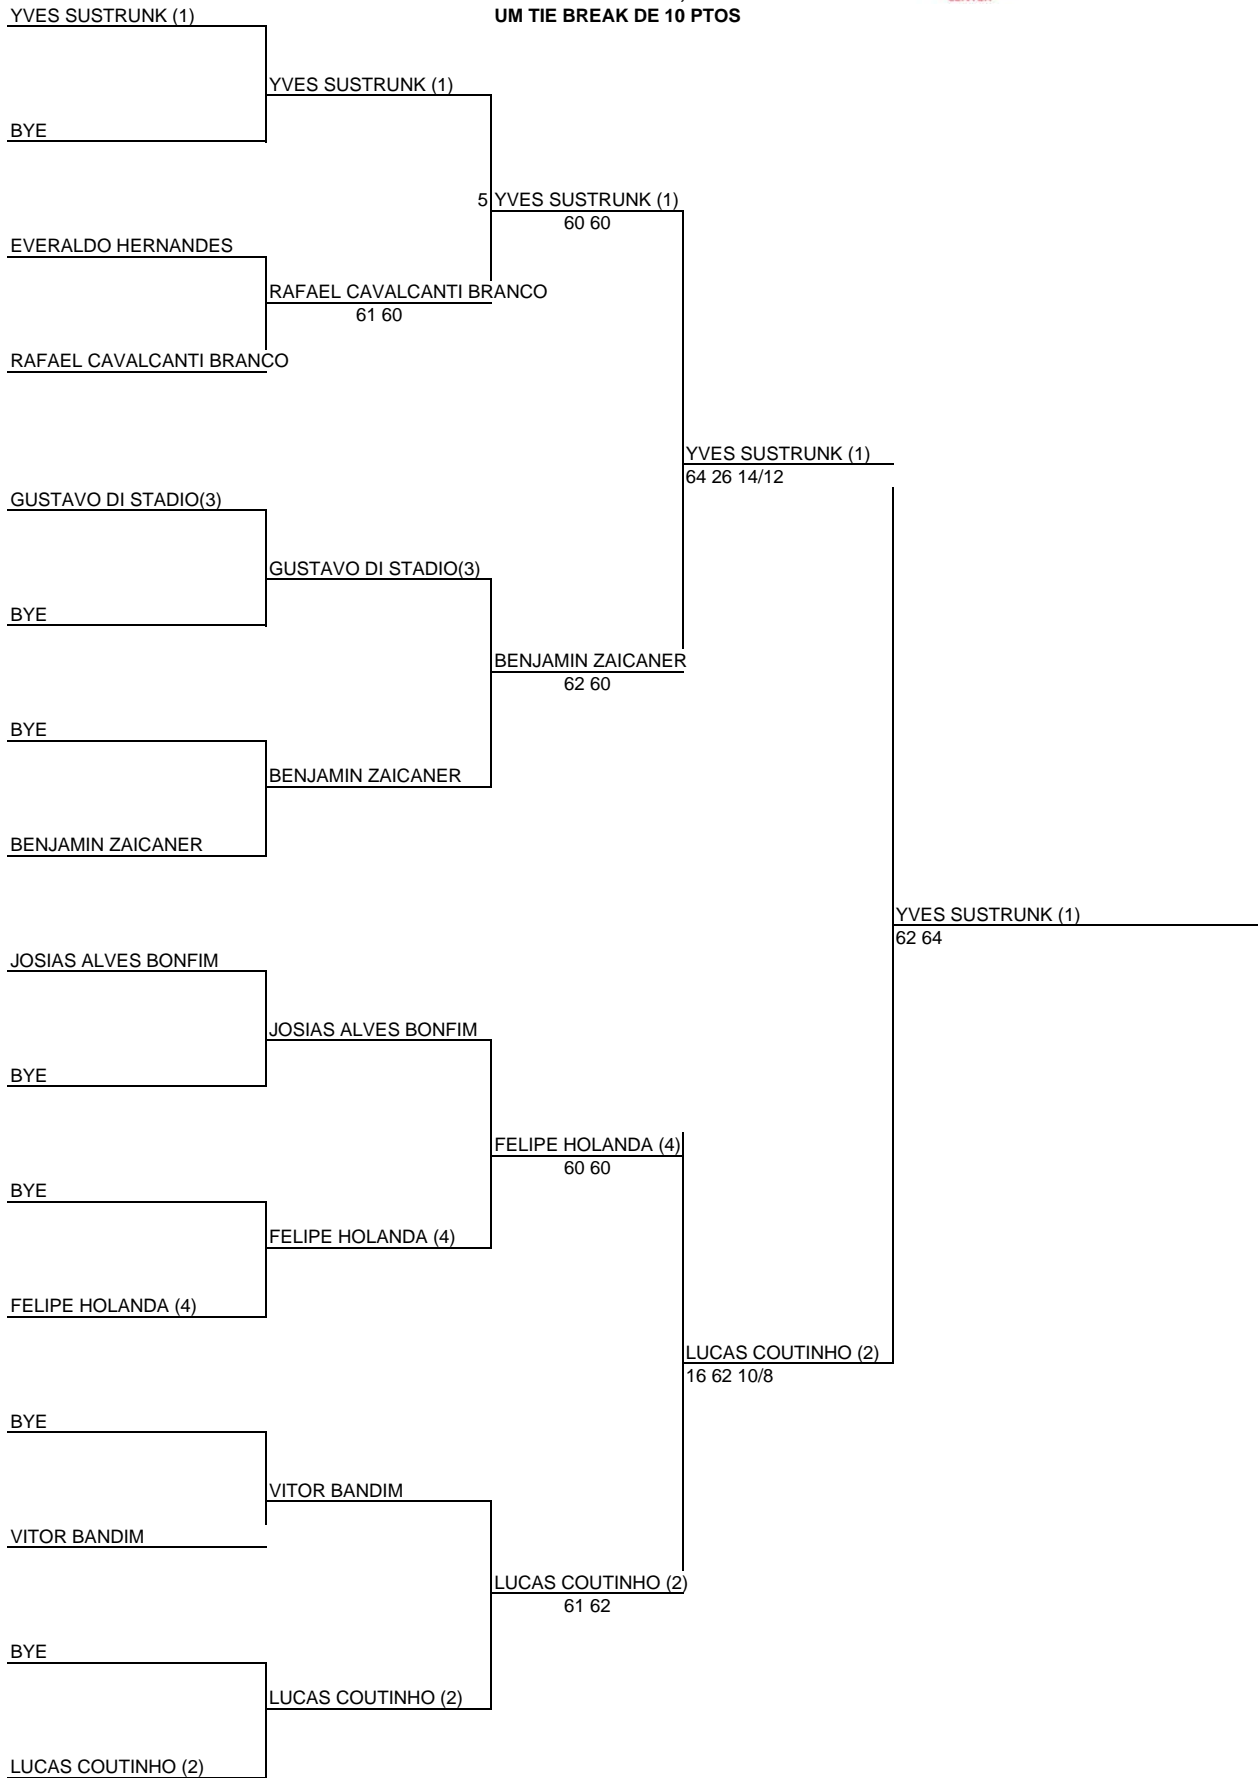 YVES SUSTRUNK (1)
UM TIE BREAK DE 10 PTOS
YVES SUSTRUNK (1)
BYE
5 YVES SUSTRUNK (1)
60 60
EVERALDO HERNANDES
RAFAEL CAVALCANTI BRANCO
61 60
RAFAEL CAVALCANTI BRANCO
YVES SUSTRUNK (1)
64 26 14/12
GUSTAVO DI STADIO(3)
GUSTAVO DI STADIO(3)
BYE
BENJAMIN ZAICANER
62 60
BYE
BENJAMIN ZAICANER
BENJAMIN ZAICANER
YVES SUSTRUNK (1)
62 64
JOSIAS ALVES BONFIM
JOSIAS ALVES BONFIM
BYE
FELIPE HOLANDA (4)
60 60
BYE
FELIPE HOLANDA (4)
FELIPE HOLANDA (4)
LUCAS COUTINHO (2)
16 62 10/8
BYE
VITOR BANDIM
VITOR BANDIM
LUCAS COUTINHO (2)
61 62
BYE
LUCAS COUTINHO (2)
LUCAS COUTINHO (2)